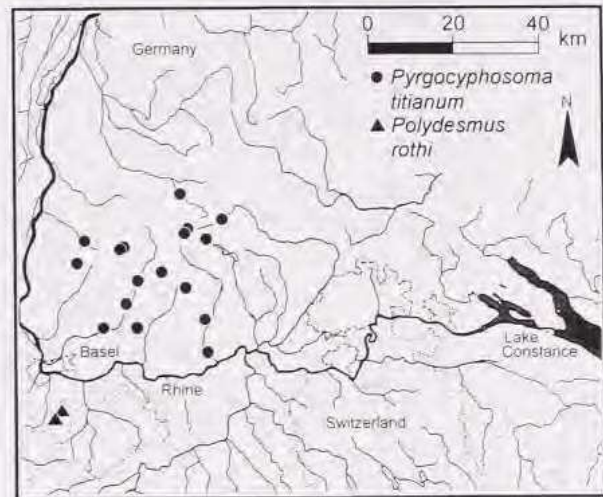 0 20 40
km
Germany
Pyrgocyphosoma
titianum
Polydesmus
rothi
N
Basel
Rhine
Lake
Constance
Switzerland